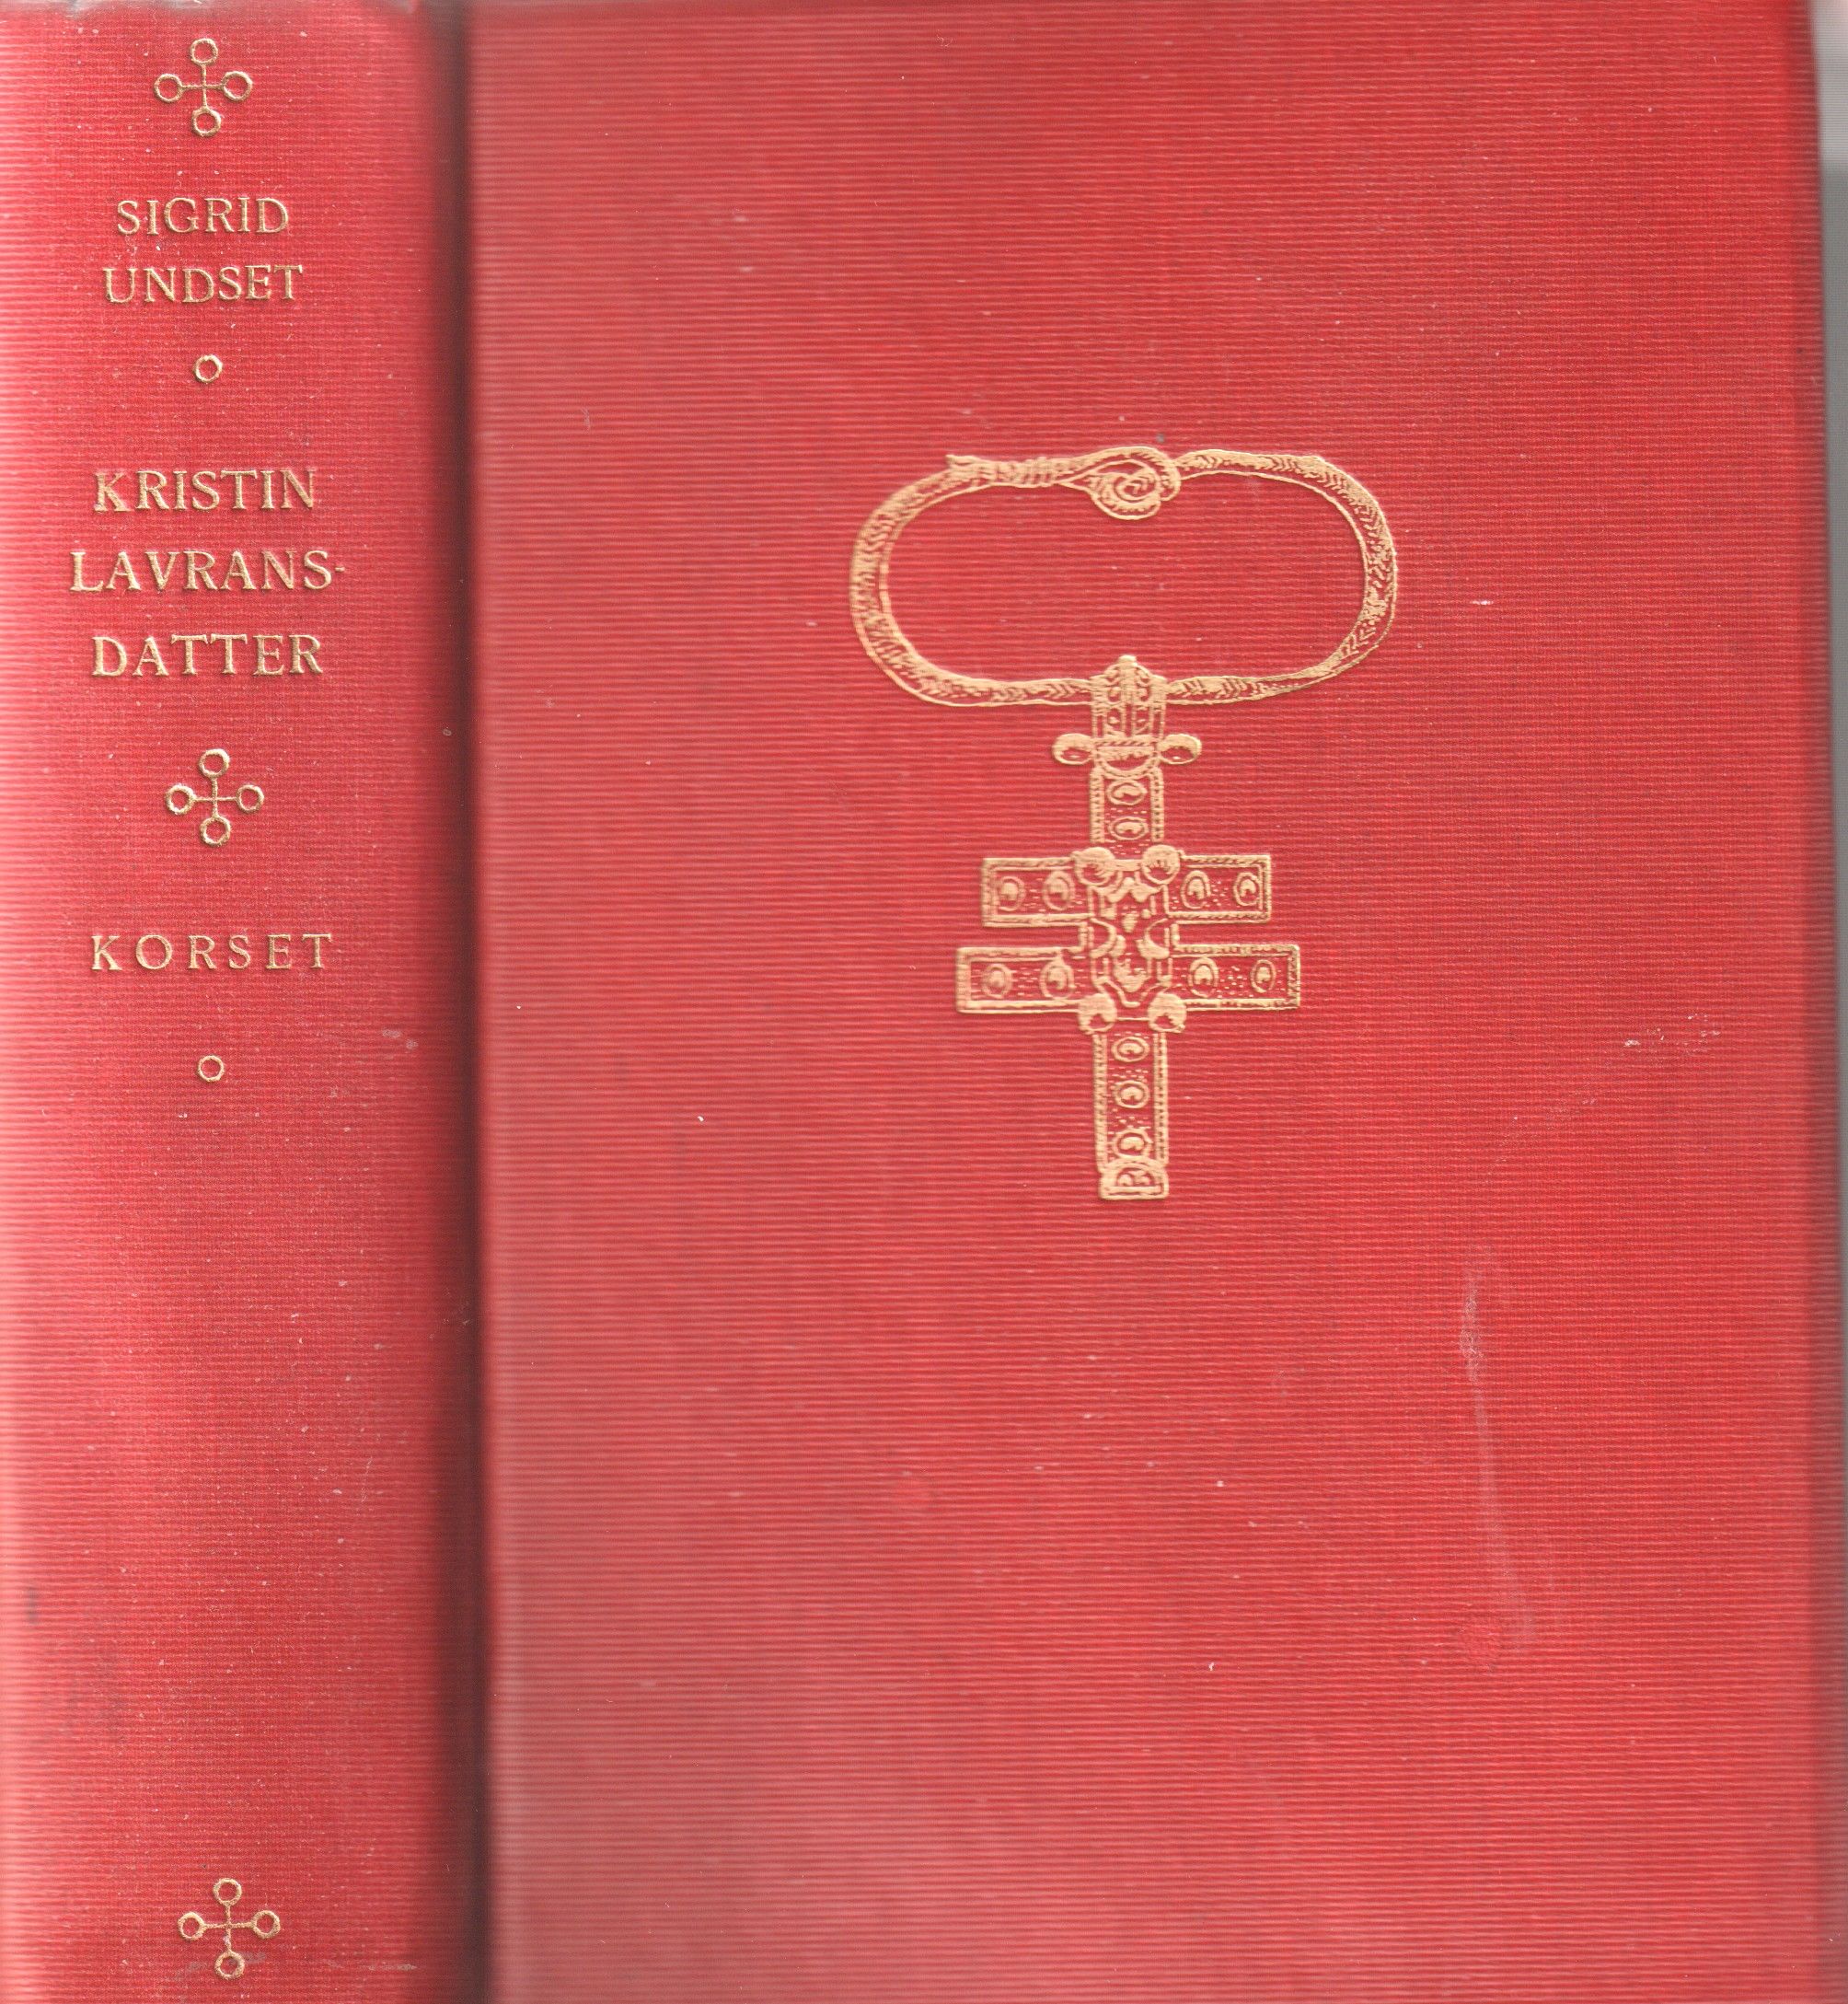 SIGRID
UNDSET
KRISTIN
LAVRANS-
DATTER
KORSET